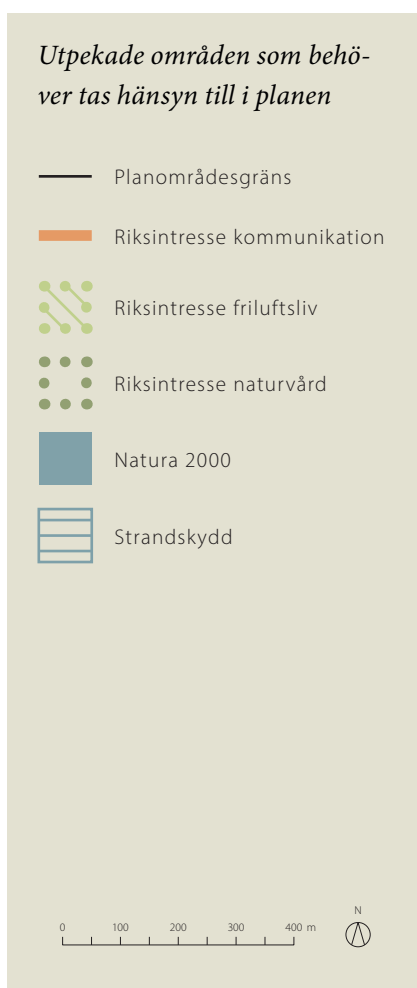 Utpekade områden som behö-
ver tas hänsyn till i planen
Planområdesgräns
Riksintresse kommunikation
Riksintresse friluftsliv
Riksintresse naturvård
Natura 2000
Strandskydd
N
0 100 200 300 400 m